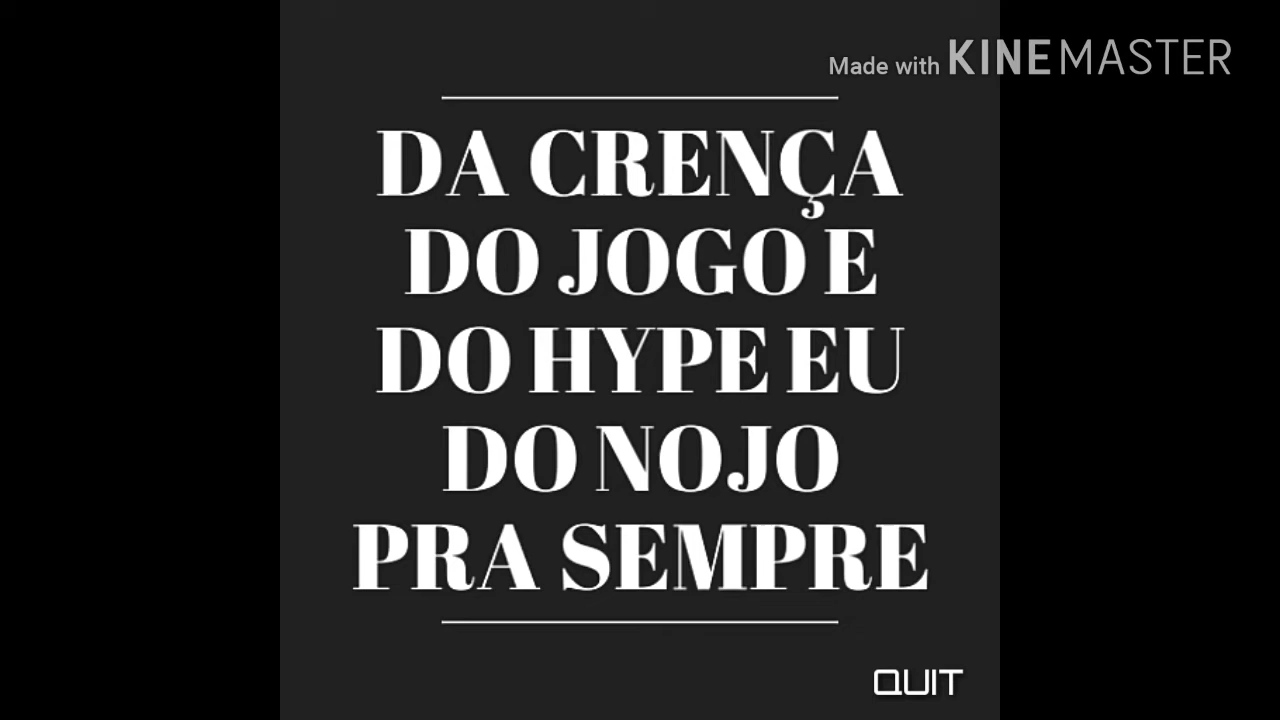 Made with KINEMASTER
DA CRENÇA
DO JOGO E
DO HYPE EU
DO NOJO
PRA SEMPRE
QUIT